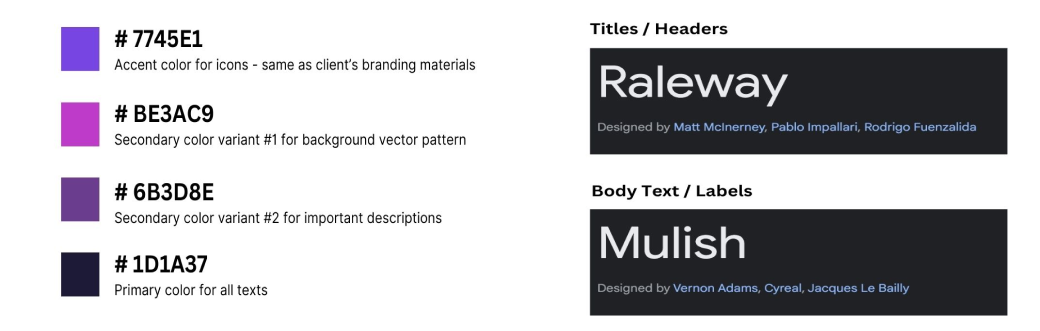 # 7745E1
Accent color for icons - same as client's branding materials
# BE3AC9
Secondary color variant #1 for background vector pattern
# 6B3D8E
Secondary color variant #2 for important descriptions
# 1D1A37
Primary color for all texts
Titles / Headers
Raleway
Designed by Matt McInerney, Pablo Impallari, Rodrigo Fuenzalida
Body Text / Labels
Mulish
Designed by Vernon Adams, Cyreal, Jacques Le Bailly